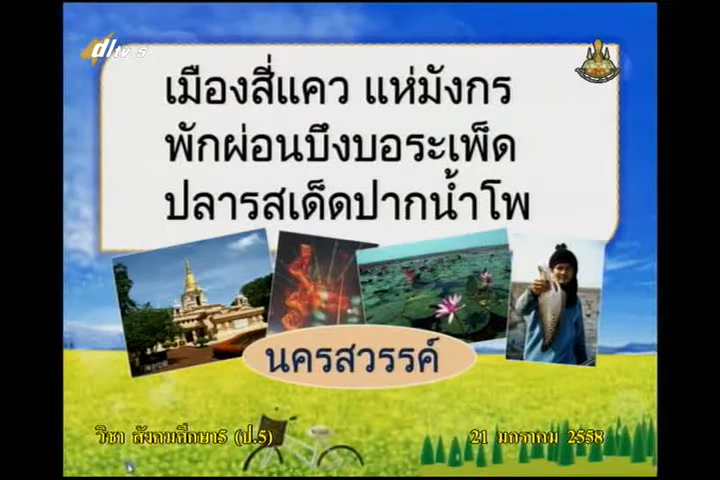 dltv 5
เมืองสี่แคว แห่มังกร
พักผ่อนบึงบอระเพ็ด
ปลารสเด็ดปากน้ำโพ
นครสวรรค์
วิชา สังคมศึกษา5 (ป.5)
21 มกราคม 2558